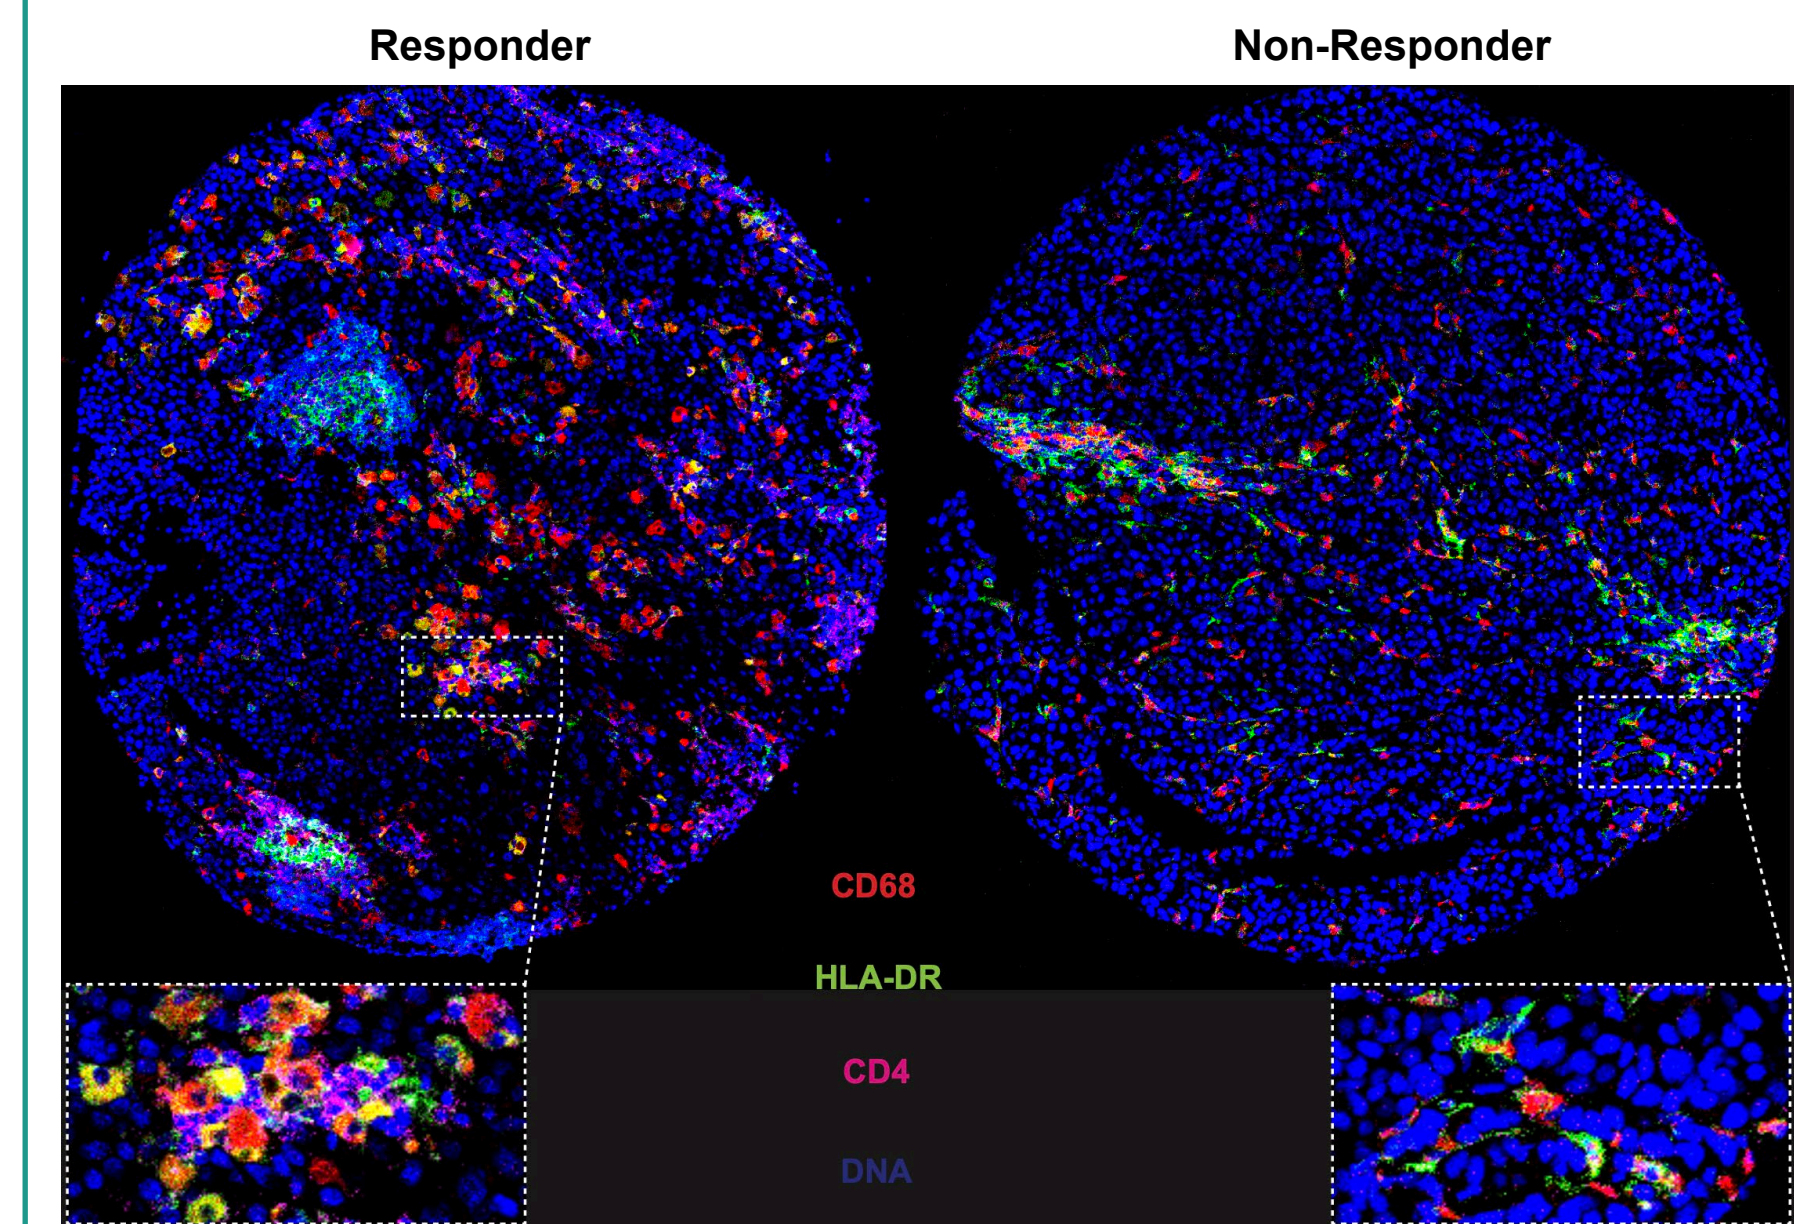 Responder
Non-Responder
CD68
HLA-DR
CD4
DNA